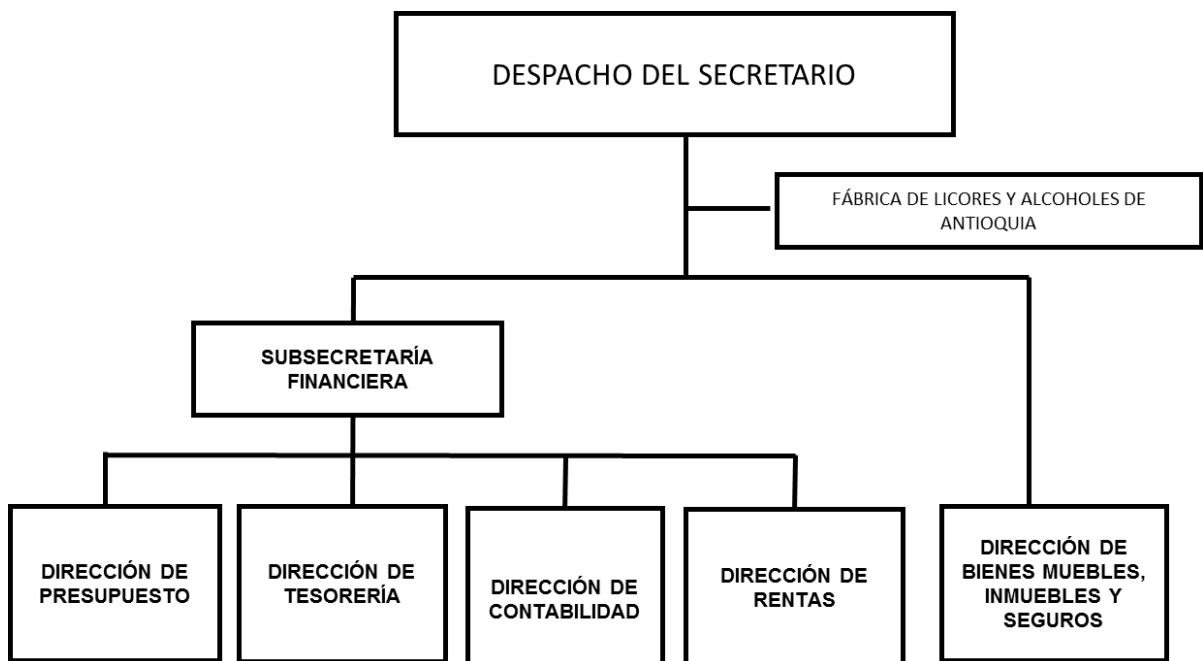 DESPACHO DEL SECRETARIO
FÁBRICA DE LICORES Y ALCOHOLES DE
ANTIOQUIA
SUBSECRETARÍA
FINANCIERA
DIRECCIÓN DE
PRESUPUESTO
DIRECCIÓN DE
TESORERÍA
DIRECCIÓN DE
CONTABILIDAD
DIRECCIÓN DE
RENTAS
DIRECCIÓN DE
BIENES MUEBLES,
INMUEBLES Y
SEGUROS